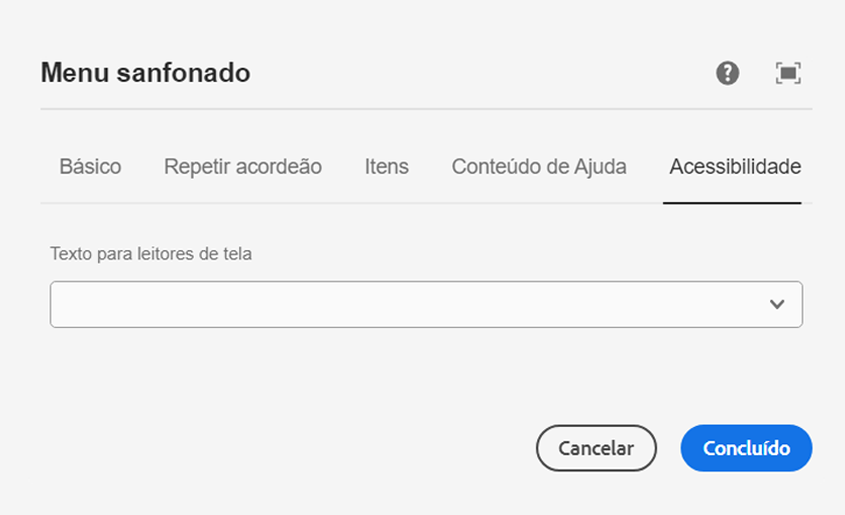 Menu sanfonado
Básico Repetir acordeão Itens Conteúdo de Ajuda Acessibilidade
Texto para leitores de tela
Cancelar Concluído